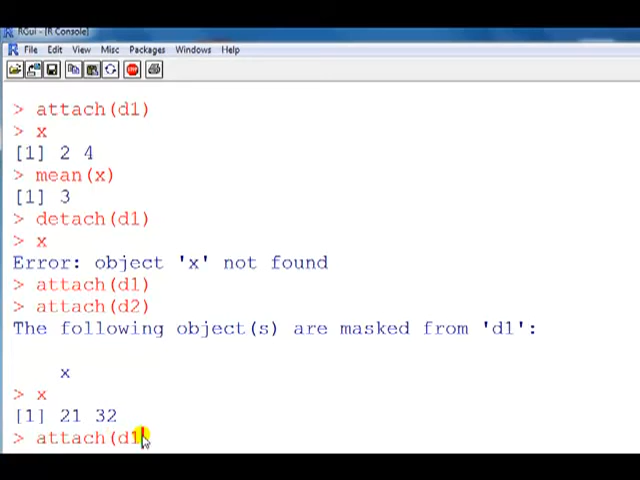 RGui - [R Console]
File Edit View Misc Packages Windows Help
STOP
> attach(d1)
> x
[1] 2 4
> mean(x)
[1] 3
> detach(d1)
> x
Error: object 'x' not found
> attach(d1)
> attach(d2)
The following object(s) are masked from 'd1':
x
> x
[1] 21 32
> attach(d1